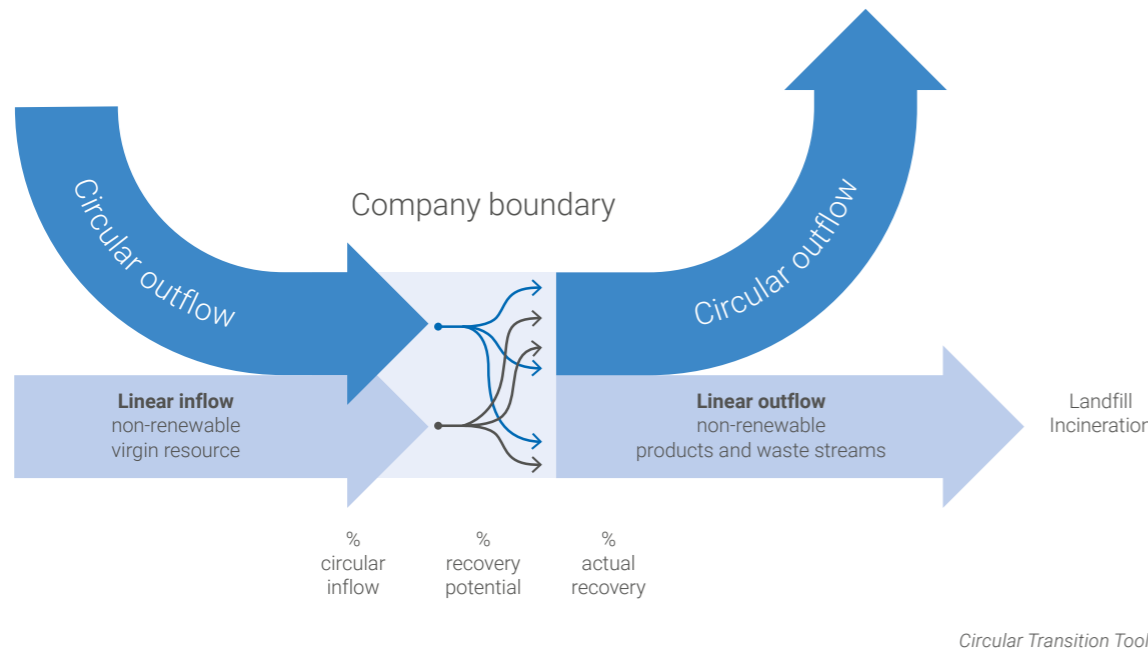 Company boundary
Circular outflow
Circular outflow
Linear inflow
non-renewable
virgin resource
Linear outflow
non-renewable
products and waste streams
Landfill
Incineration
%
circular
inflow
%
recovery
potential
%
actual
recovery
Circular Transition Tool